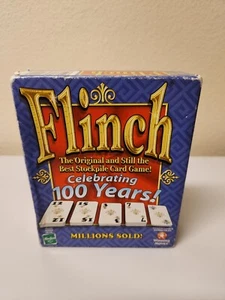 Flinch
The Original and Still the
Best Stockpile Card Game!
Celebrating
100 Years!
MILLIONS SOLD!